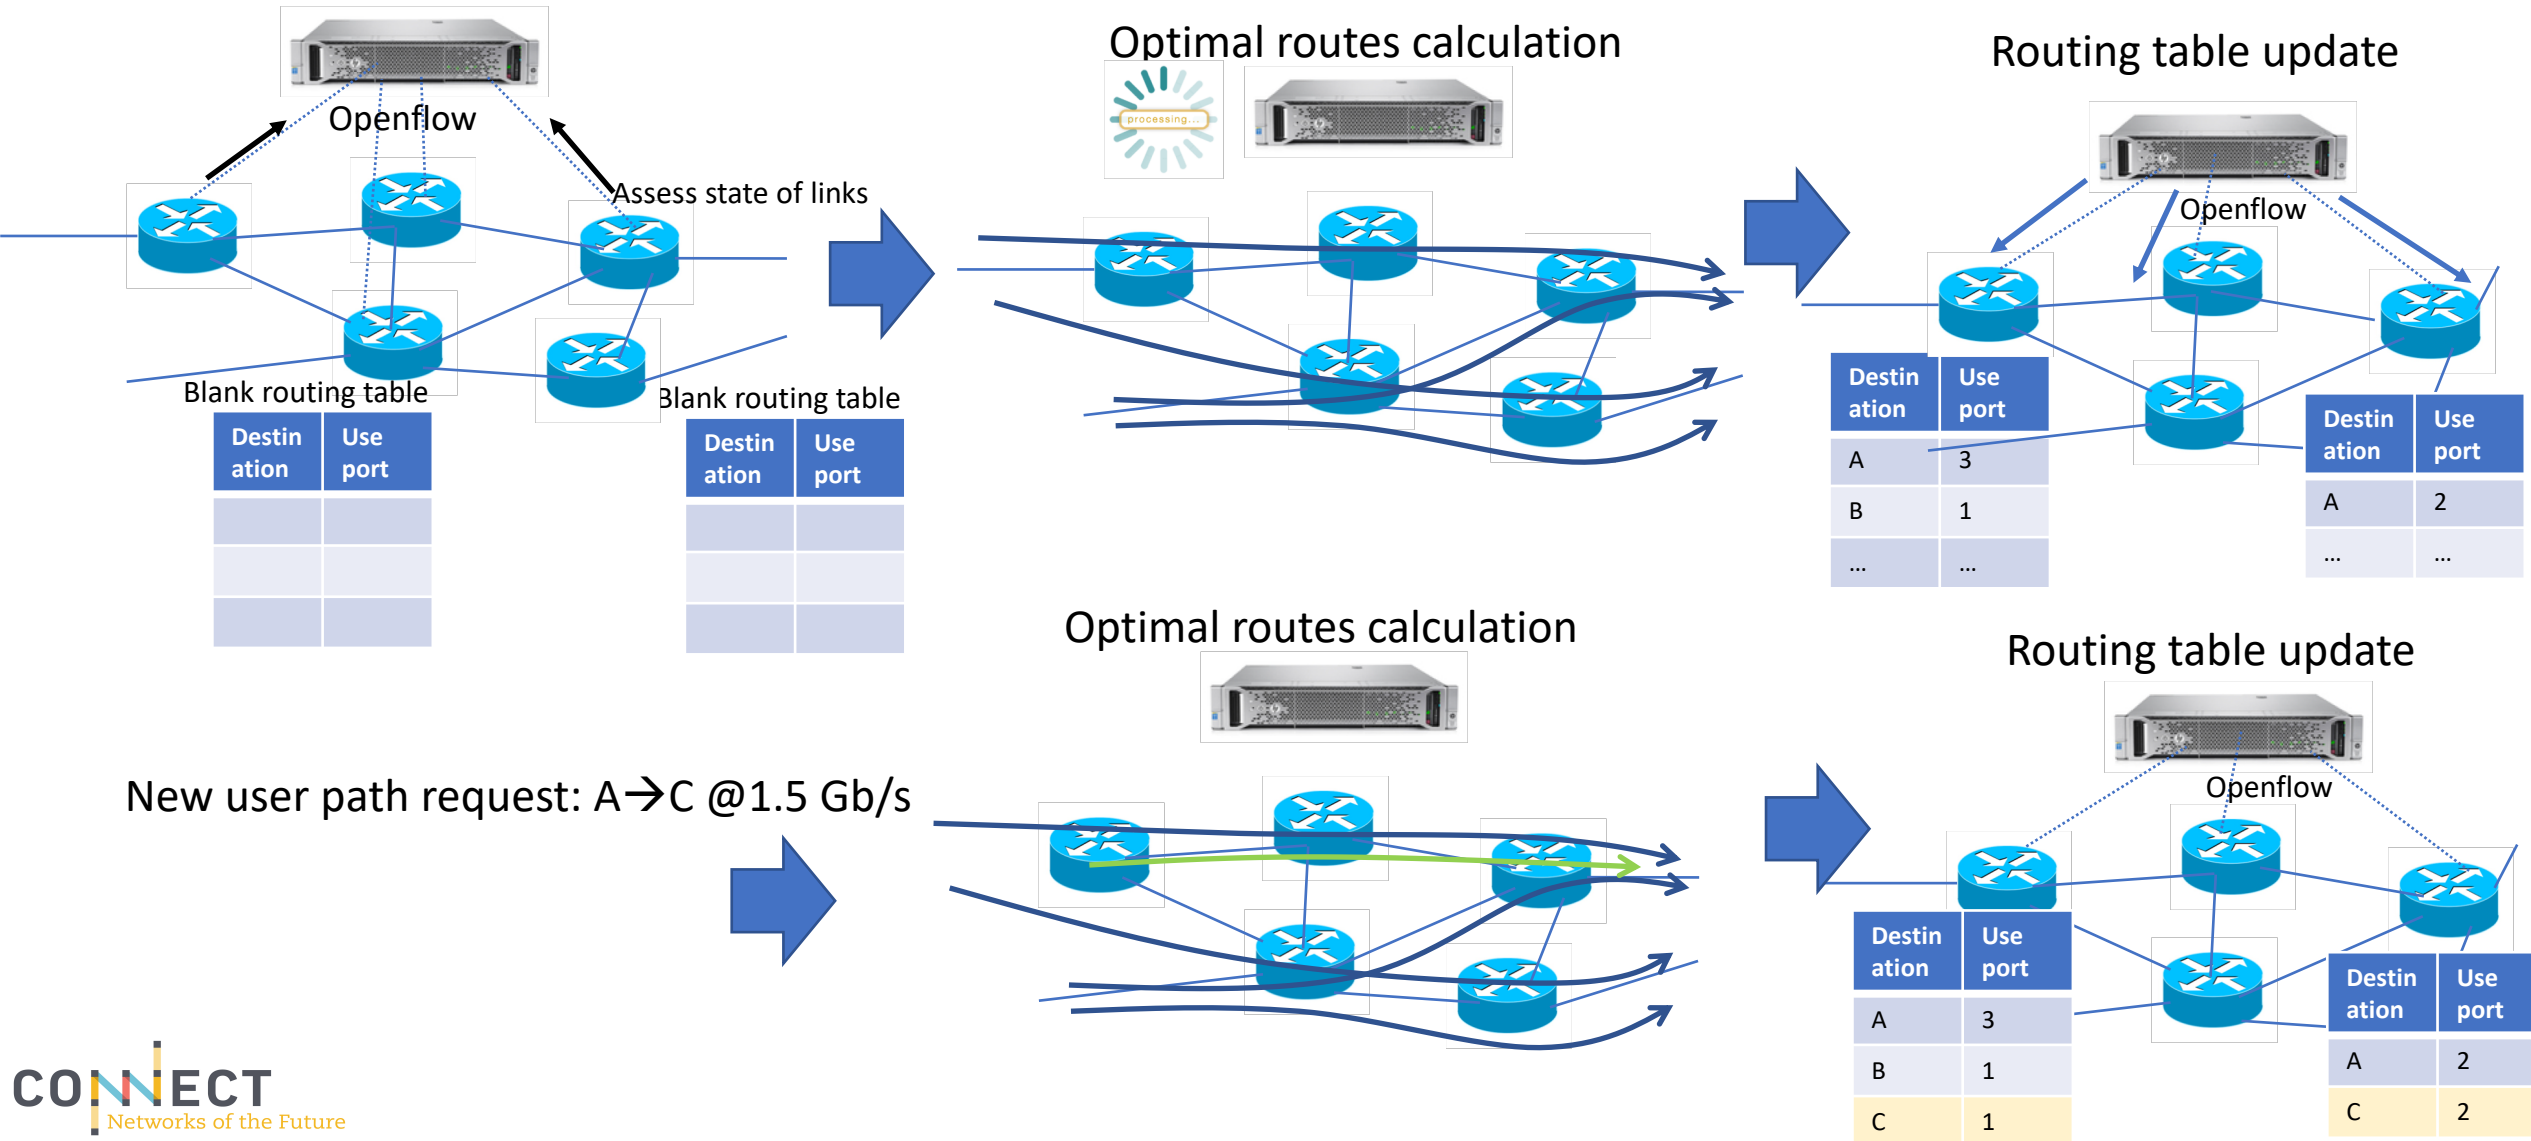 Openflow
Assess state of links
Blank routing table
Destin
ation
Use
port
Blank routing table
Destin
ation
Use
port
Optimal routes calculation
processing...
Routing table update
Openflow
Destin
ation
Use
port
A 3
B 1
... ...
Destin
ation
Use
port
A 2
... ...
New user path request: A→C @1.5 Gb/s
Optimal routes calculation
Routing table update
Openflow
Destin
ation
Use
port
A 3
B 1
C 1
Destin
ation
Use
port
A 2
C 2
CONNECT
Networks of the Future